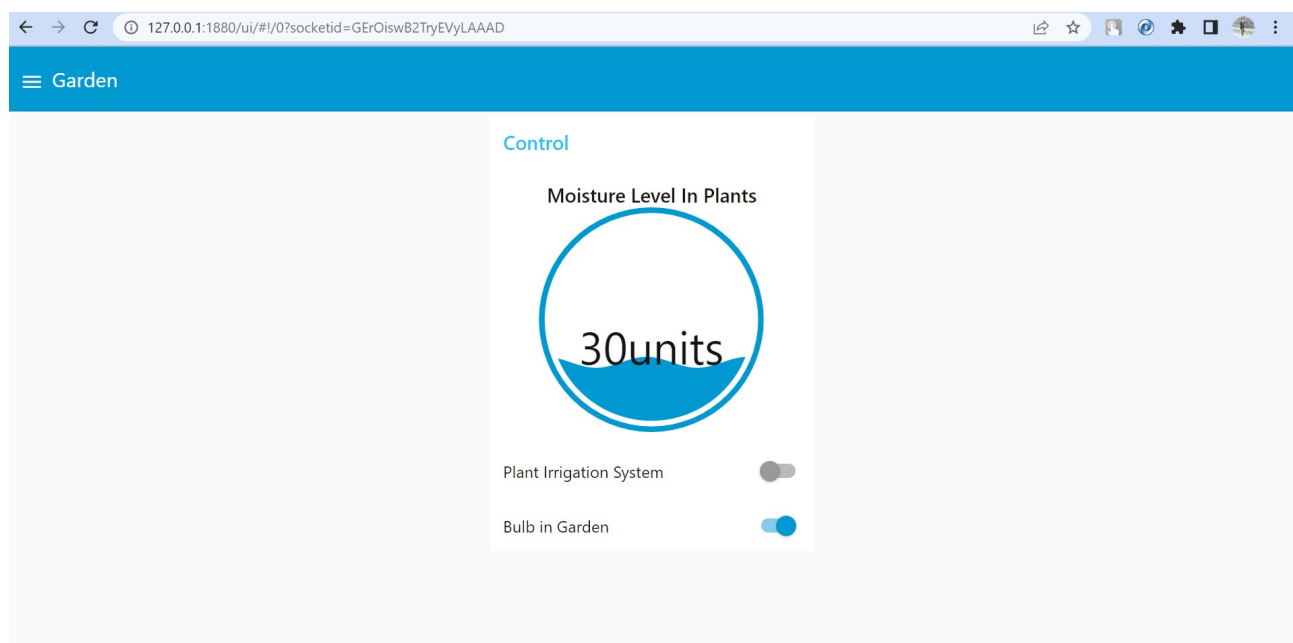 127.0.0.1:1880/ui/#!/0?socketid=GErOiswB2TryEVyLAAAD
Garden
Control
Moisture Level In Plants
30units
Plant Irrigation System
Bulb in Garden